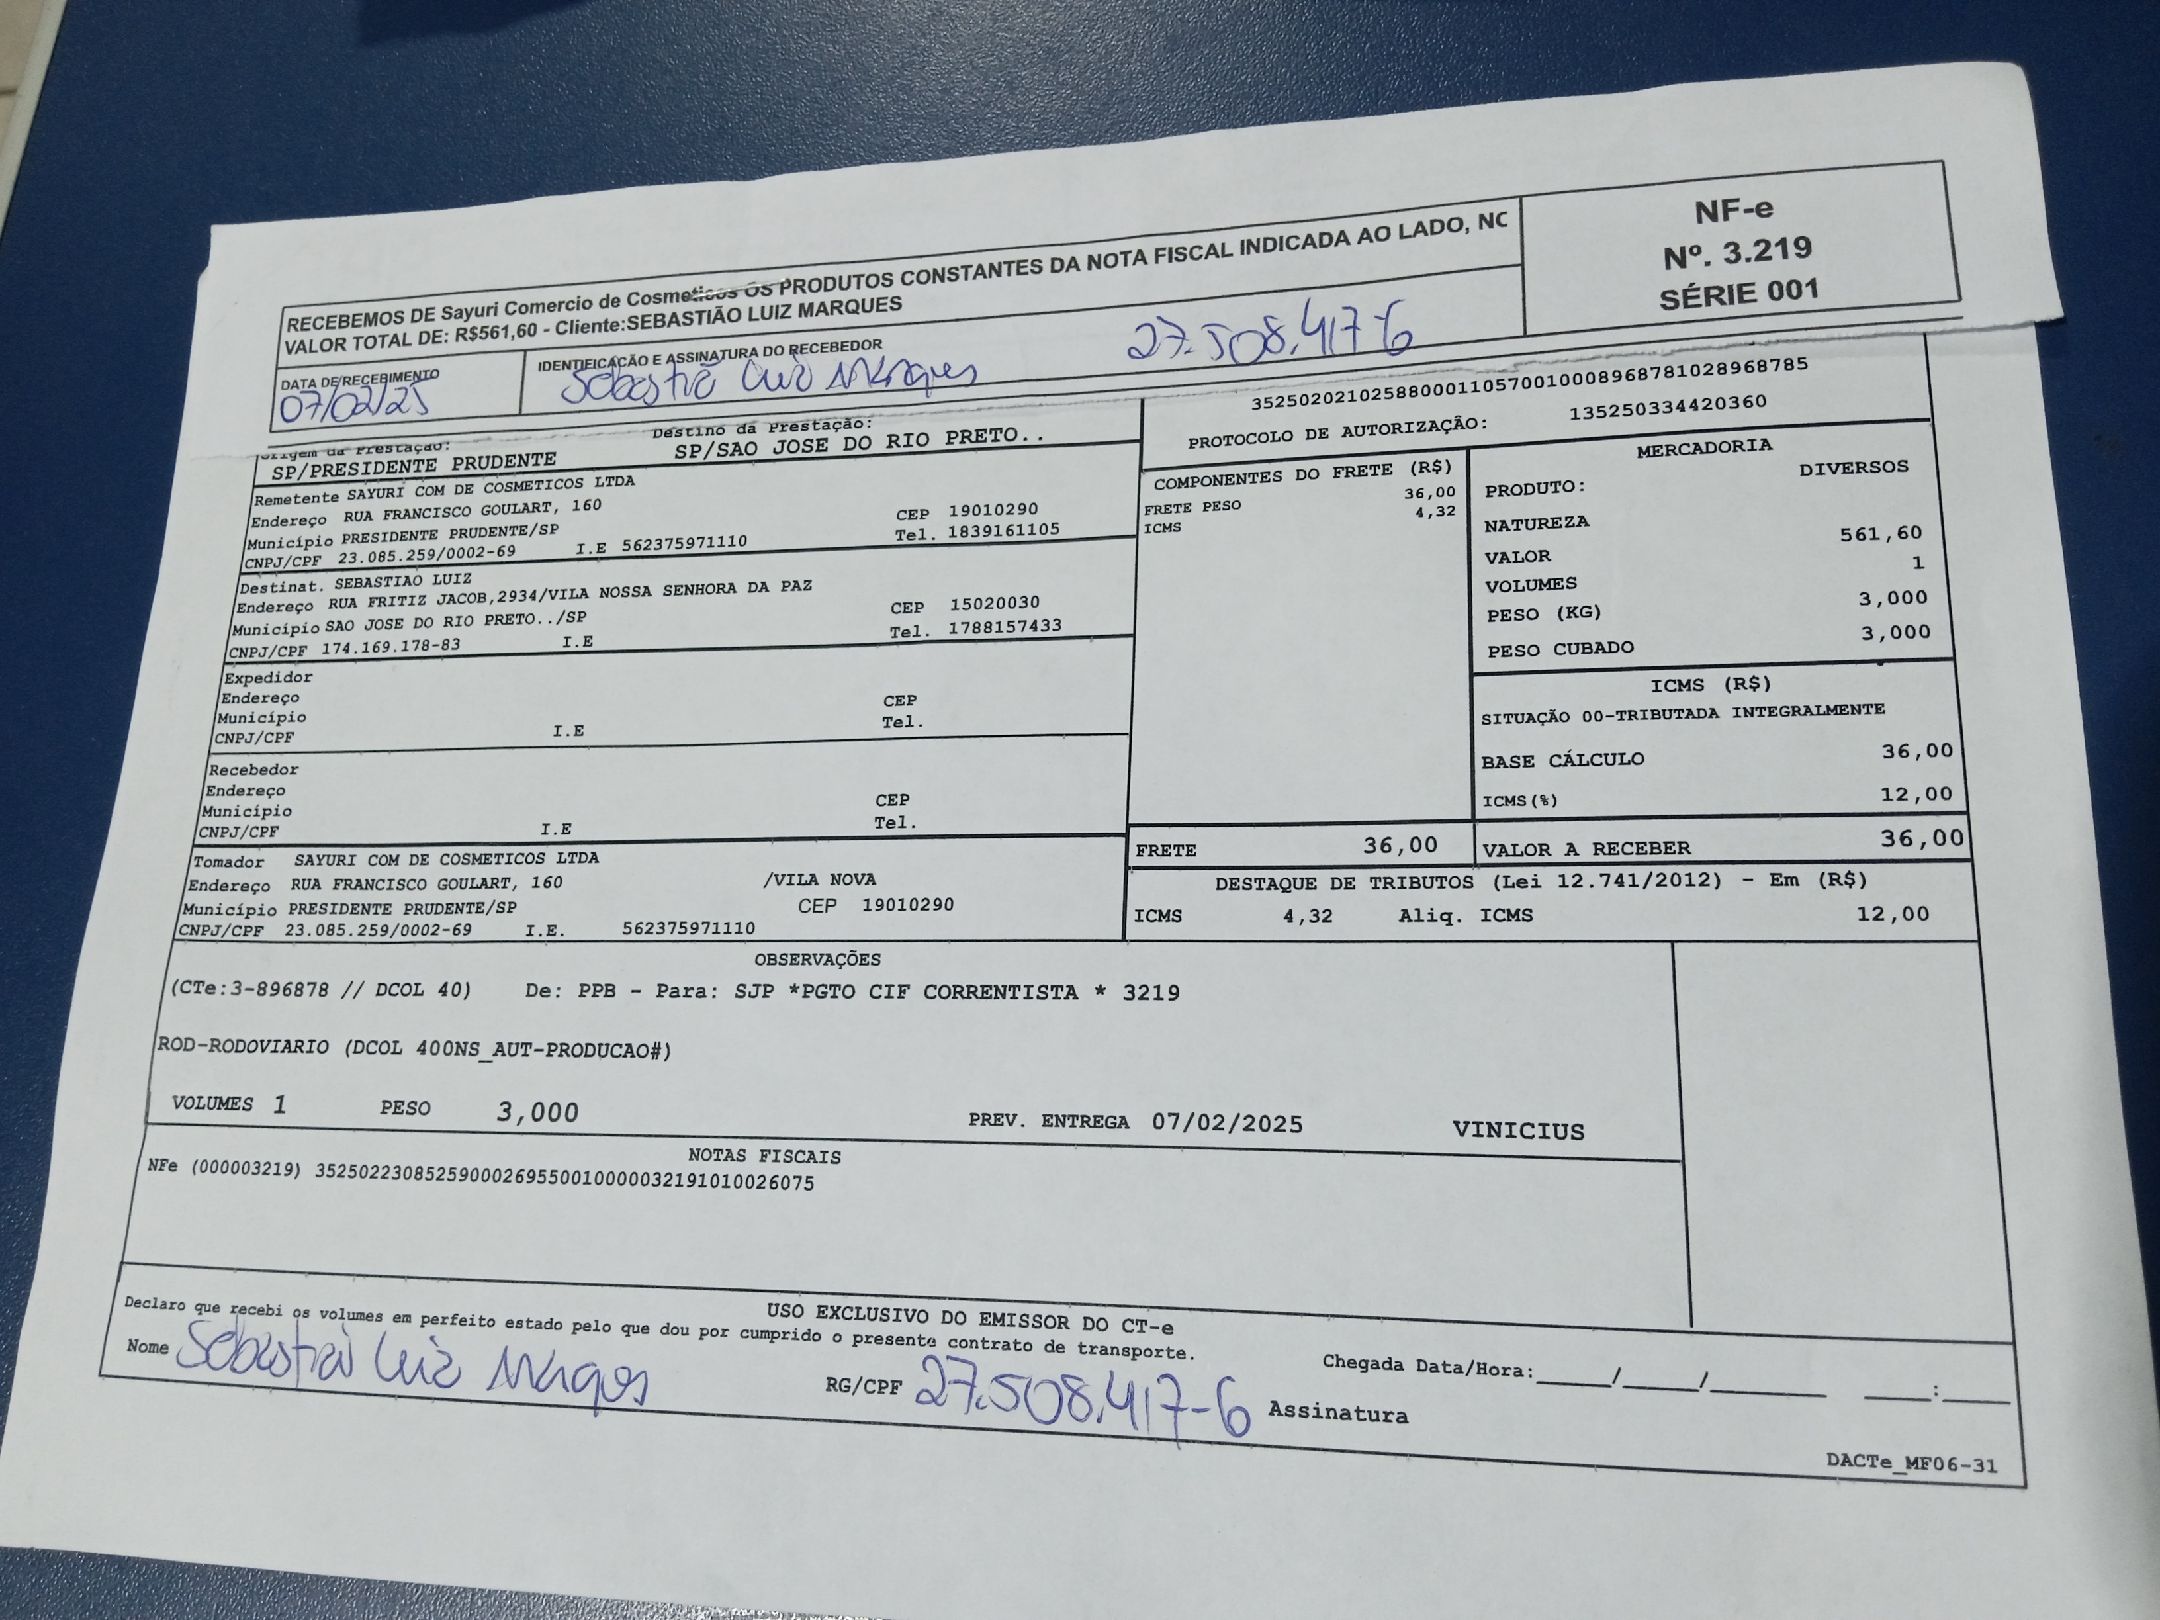 RECEBEMOS DE Sayuri Comercio de Cosmeticos OS PRODUTOS CONSTANTES DA NOTA FISCAL INDICADA AO LADO, NO
VALOR TOTAL DE: R$561,60 - Cliente:SEBASTIÃO LUIZ MARQUES
NF-e
Nº. 3.219
SÉRIE 001
DATA DE RECEBIMENTO
07/02/25
IDENTIFICAÇÃO E ASSINATURA DO RECEBEDOR
Sebastiã Luiz Marques 27.508.417-6
35250202102588000110570010008968781028968785
PROTOCOLO DE AUTORIZAÇÃO: 135250334420360
Origem da Prestação: Destino da Prestação:
SP/PRESIDENTE PRUDENTE SP/SAO JOSE DO RIO PRETO..
Remetente SAYURI COM DE COSMETICOS LTDA
Endereço RUA FRANCISCO GOULART, 160 CEP 19010290
Município PRESIDENTE PRUDENTE/SP Tel. 1839161105
CNPJ/CPF 23.085.259/0002-69 I.E 562375971110
Destinat. SEBASTIAO LUIZ
Endereço RUA FRITIZ JACOB,2934/VILA NOSSA SENHORA DA PAZ CEP 15020030
Município SAO JOSE DO RIO PRETO../SP Tel. 1788157433
CNPJ/CPF 174.169.178-83 I.E
Expedidor
Endereço CEP
Município Tel.
CNPJ/CPF I.E
Recebedor
Endereço CEP
Município Tel.
CNPJ/CPF I.E
Tomador SAYURI COM DE COSMETICOS LTDA
Endereço RUA FRANCISCO GOULART, 160 /VILA NOVA
Município PRESIDENTE PRUDENTE/SP CEP 19010290
CNPJ/CPF 23.085.259/0002-69 I.E. 562375971110
COMPONENTES DO FRETE (R$)
FRETE PESO 36,00
ICMS 4,32
MERCADORIA
PRODUTO: DIVERSOS
NATUREZA
VALOR 561,60
VOLUMES 1
PESO (KG) 3,000
PESO CUBADO 3,000
ICMS (R$)
SITUAÇÃO 00-TRIBUTADA INTEGRALMENTE
BASE CÁLCULO 36,00
ICMS(%) 12,00
FRETE 36,00 VALOR A RECEBER 36,00
DESTAQUE DE TRIBUTOS (Lei 12.741/2012) - Em (R$)
ICMS 4,32 Aliq. ICMS 12,00
OBSERVAÇÕES
(CTe:3-896878 // DCOL 40) De: PPB - Para: SJP *PGTO CIF CORRENTISTA * 3219
ROD-RODOVIARIO (DCOL 400NS_AUT-PRODUCAO#)
VOLUMES 1 PESO 3,000 PREV. ENTREGA 07/02/2025 VINICIUS
NOTAS FISCAIS
NFe (000003219) 35250223085259000269550010000032191010026075
USO EXCLUSIVO DO EMISSOR DO CT-e
Declaro que recebi os volumes em perfeito estado pelo que dou por cumprido o presente contrato de transporte.
Nome Sebastiã Luiz Marques RG/CPF 27.508.417-6 Assinatura
Chegada Data/Hora:____/____/______ ___:___
DACTe_MF06-31